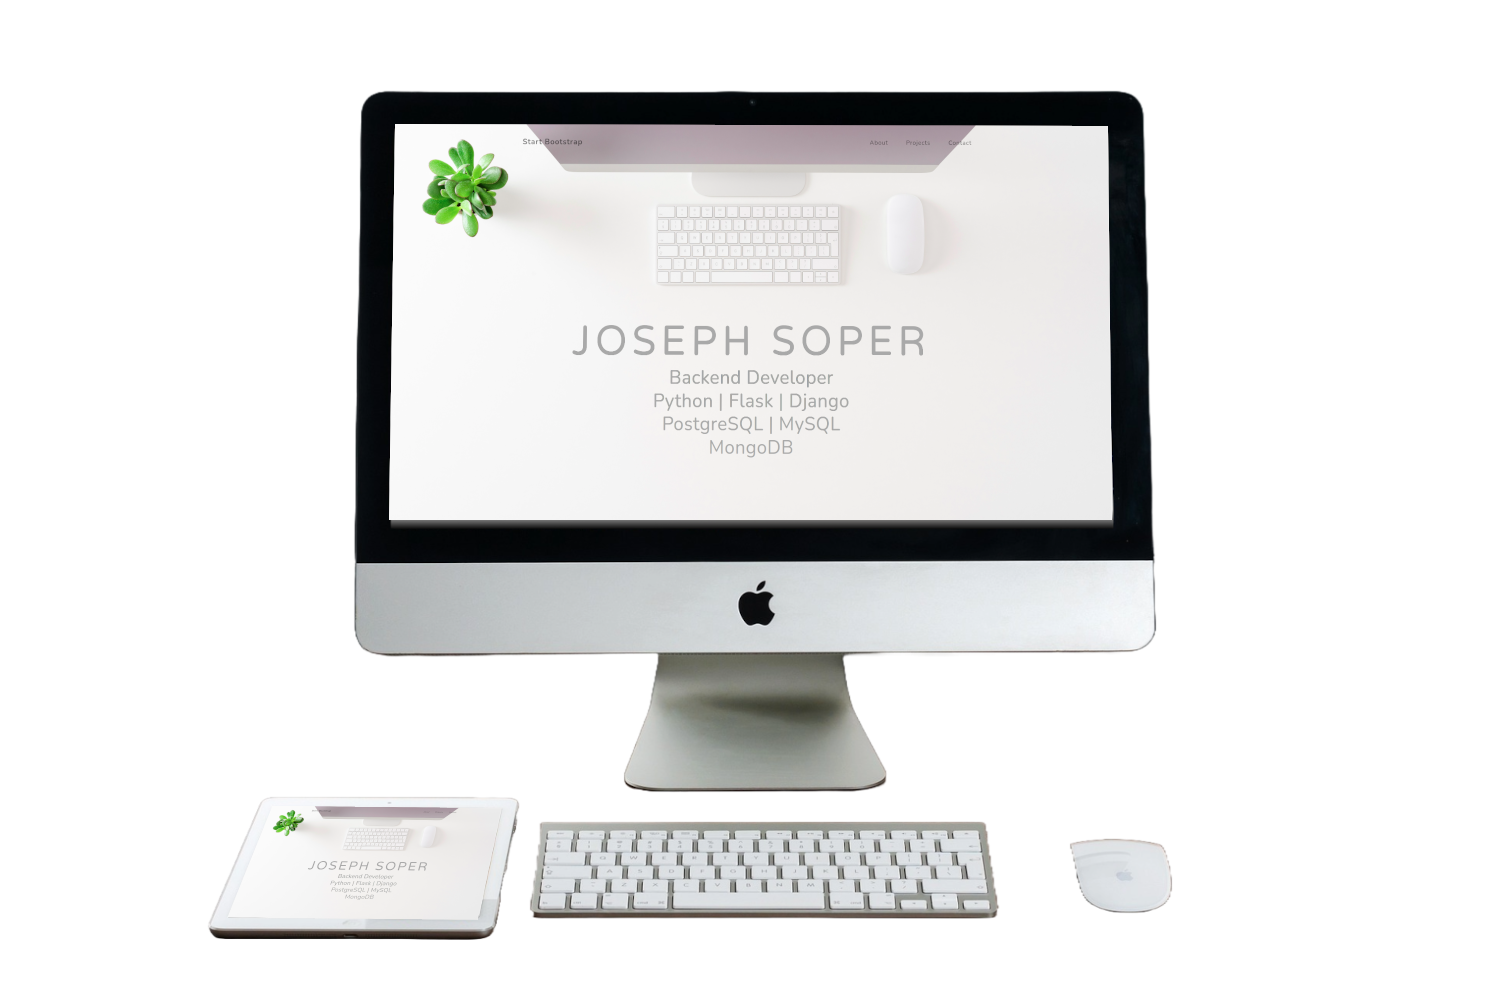 Start Bootstrap
About Projects Contact
JOSEPH SOPER
Backend Developer
Python | Flask | Django
PostgreSQL | MySQL
MongoDB
JOSEPH SOPER
Backend Developer
Python | Flask | Django
PostgreSQL | MySQL
MongoDB